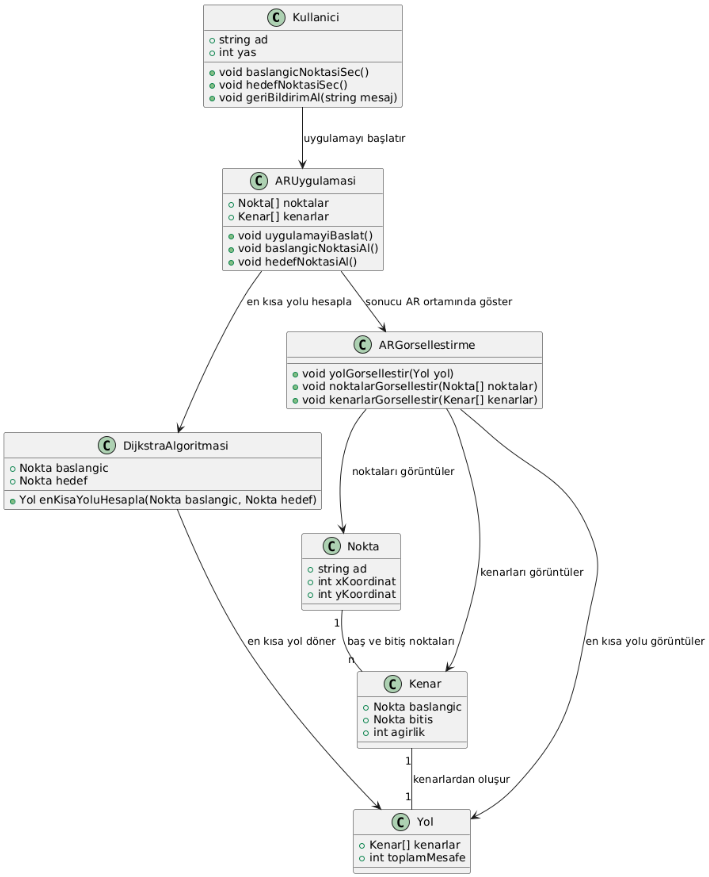 C Kullanici
string ad
int yas
void baslangicNoktasiSec()
void hedefNoktasiSec()
void geriBildirimAl(string mesaj)
uygulamayı başlatır
C ARUygulamasi
Nokta[] noktalar
Kenar[] kenarlar
void uygulamayiBaslat()
void baslangicNoktasiAl()
void hedefNoktasiAl()
en kısa yolu hesapla
sonucu AR ortamında göster
C ARGorsellestirme
void yolGorsellestir(Yol yol)
void noktalarGorsellestir(Nokta[] noktalar)
void kenarlarGorsellestir(Kenar[] kenarlar)
C DijkstraAlgoritmasi
Nokta baslangic
Nokta hedef
Yol enKisaYoluHesapla(Nokta baslangic, Nokta hedef)
noktaları görüntüler
C Nokta
string ad
int xKoordinat
int yKoordinat
kenarları görüntüler
1
baş ve bitiş noktaları
n
en kısa yol döner
en kısa yolu görüntüler
C Kenar
Nokta baslangic
Nokta bitis
int agirlik
1
kenarlardan oluşur
1
C Yol
Kenar[] kenarlar
int toplamMesafe